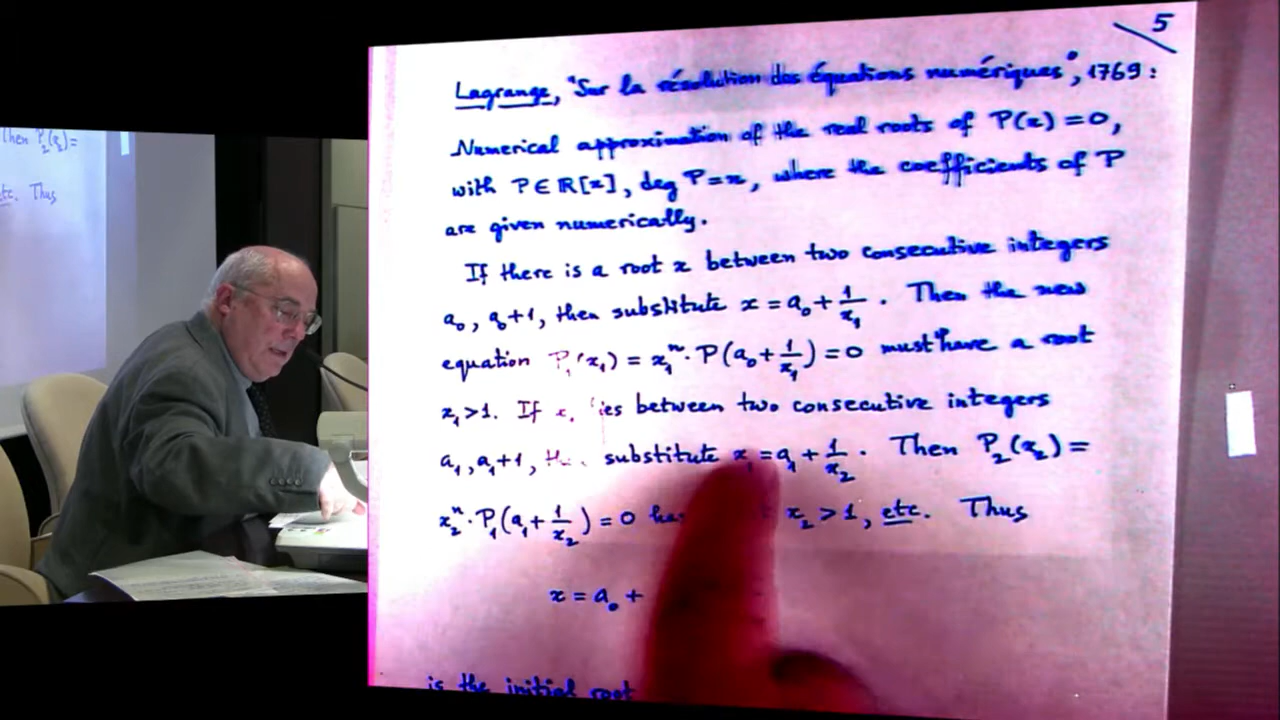 5
Lagrange, "Sur la résolution des équations numériques", 1769:
Numerical approximation of the real roots of P(x)=0,
with P∈ℝ[x], deg P=n, where the coefficients of P
are given numerically.
If there is a root x between two consecutive integers
a₀, a₀+1, then substitute x = a₀ + 1/x₁. Then the new
equation P₁(x₁) = x₁ⁿ·P(a₀+1/x₁)=0 must have a root
x₁>1. If x₁ between two consecutive integers
a₁, a₁+1, substitute x₁=a₁+1/x₂. Then P₂(x₂)=
x₂ⁿ·P₁(a₁+1/x₂)=0 x₂>1, etc. Thus
x = a₀ +
is the initial root
Then P₂(x₂)=
etc. Thus